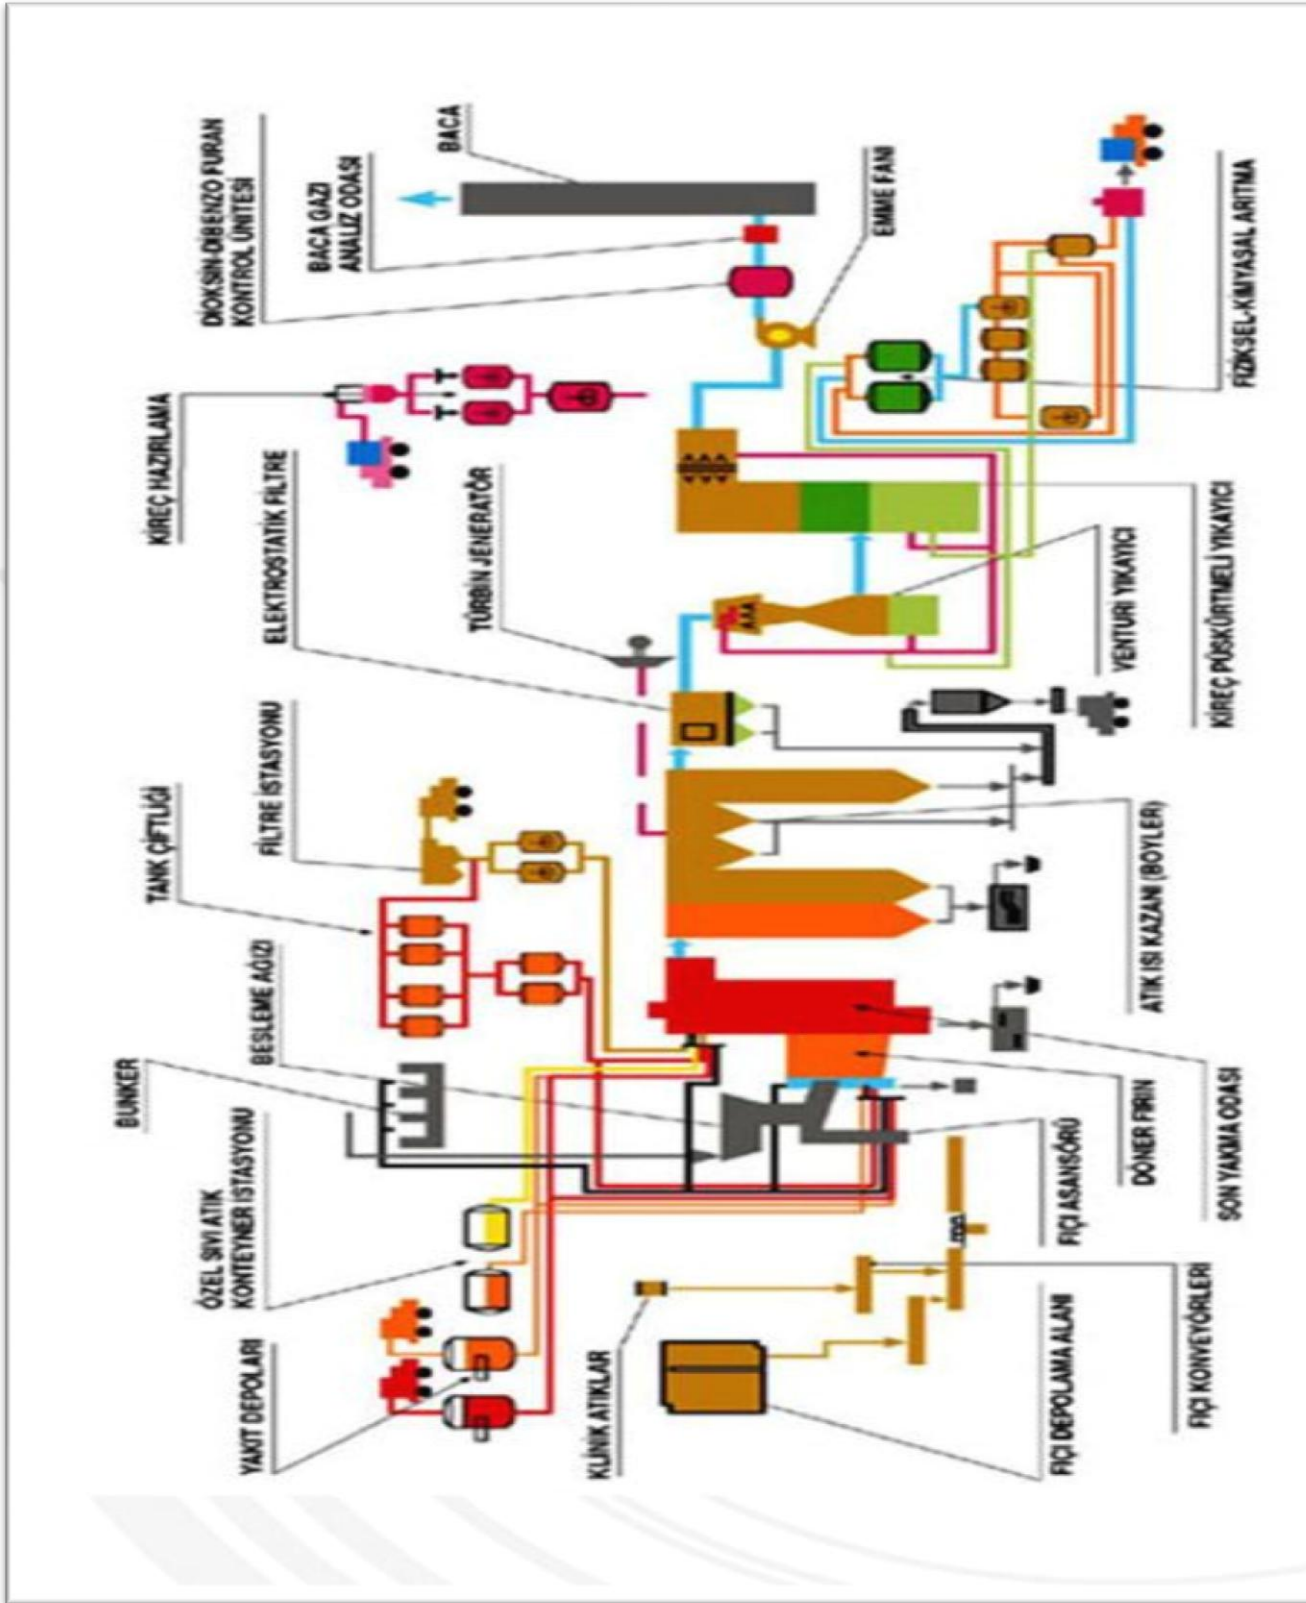 YAKIT DEPOLARI
ÖZEL SIVI ATIK
KONTEYNER İSTASYONU
BUNKER
BESLEME AĞIZI
TANK ÇİFTLİĞİ
FİLTRE İSTASYONU
ELEKTROSTATİK FİLTRE
KİREÇ HAZIRLAMA
TÜRBİN JENERATÖR
DİOKSİN-DİBENZO FURAN
KONTROL ÜNİTESİ
BACA GAZI
ANALİZ ODASI
BACA
KLİNİK ATIKLAR
FIÇI DEPOLAMA ALANI
FIÇI KONVEYÖRLERİ
FIÇI ASANSÖRÜ
DÖNER FIRIN
SON YAKMA ODASI
ATIK ISI KAZANI (BOYLER)
VENTURI YIKAYICI
KİREÇ PÜSKÜRTMELİ YIKAYICI
EMME FANI
FİZİKSEL-KİMYASAL ARITMA